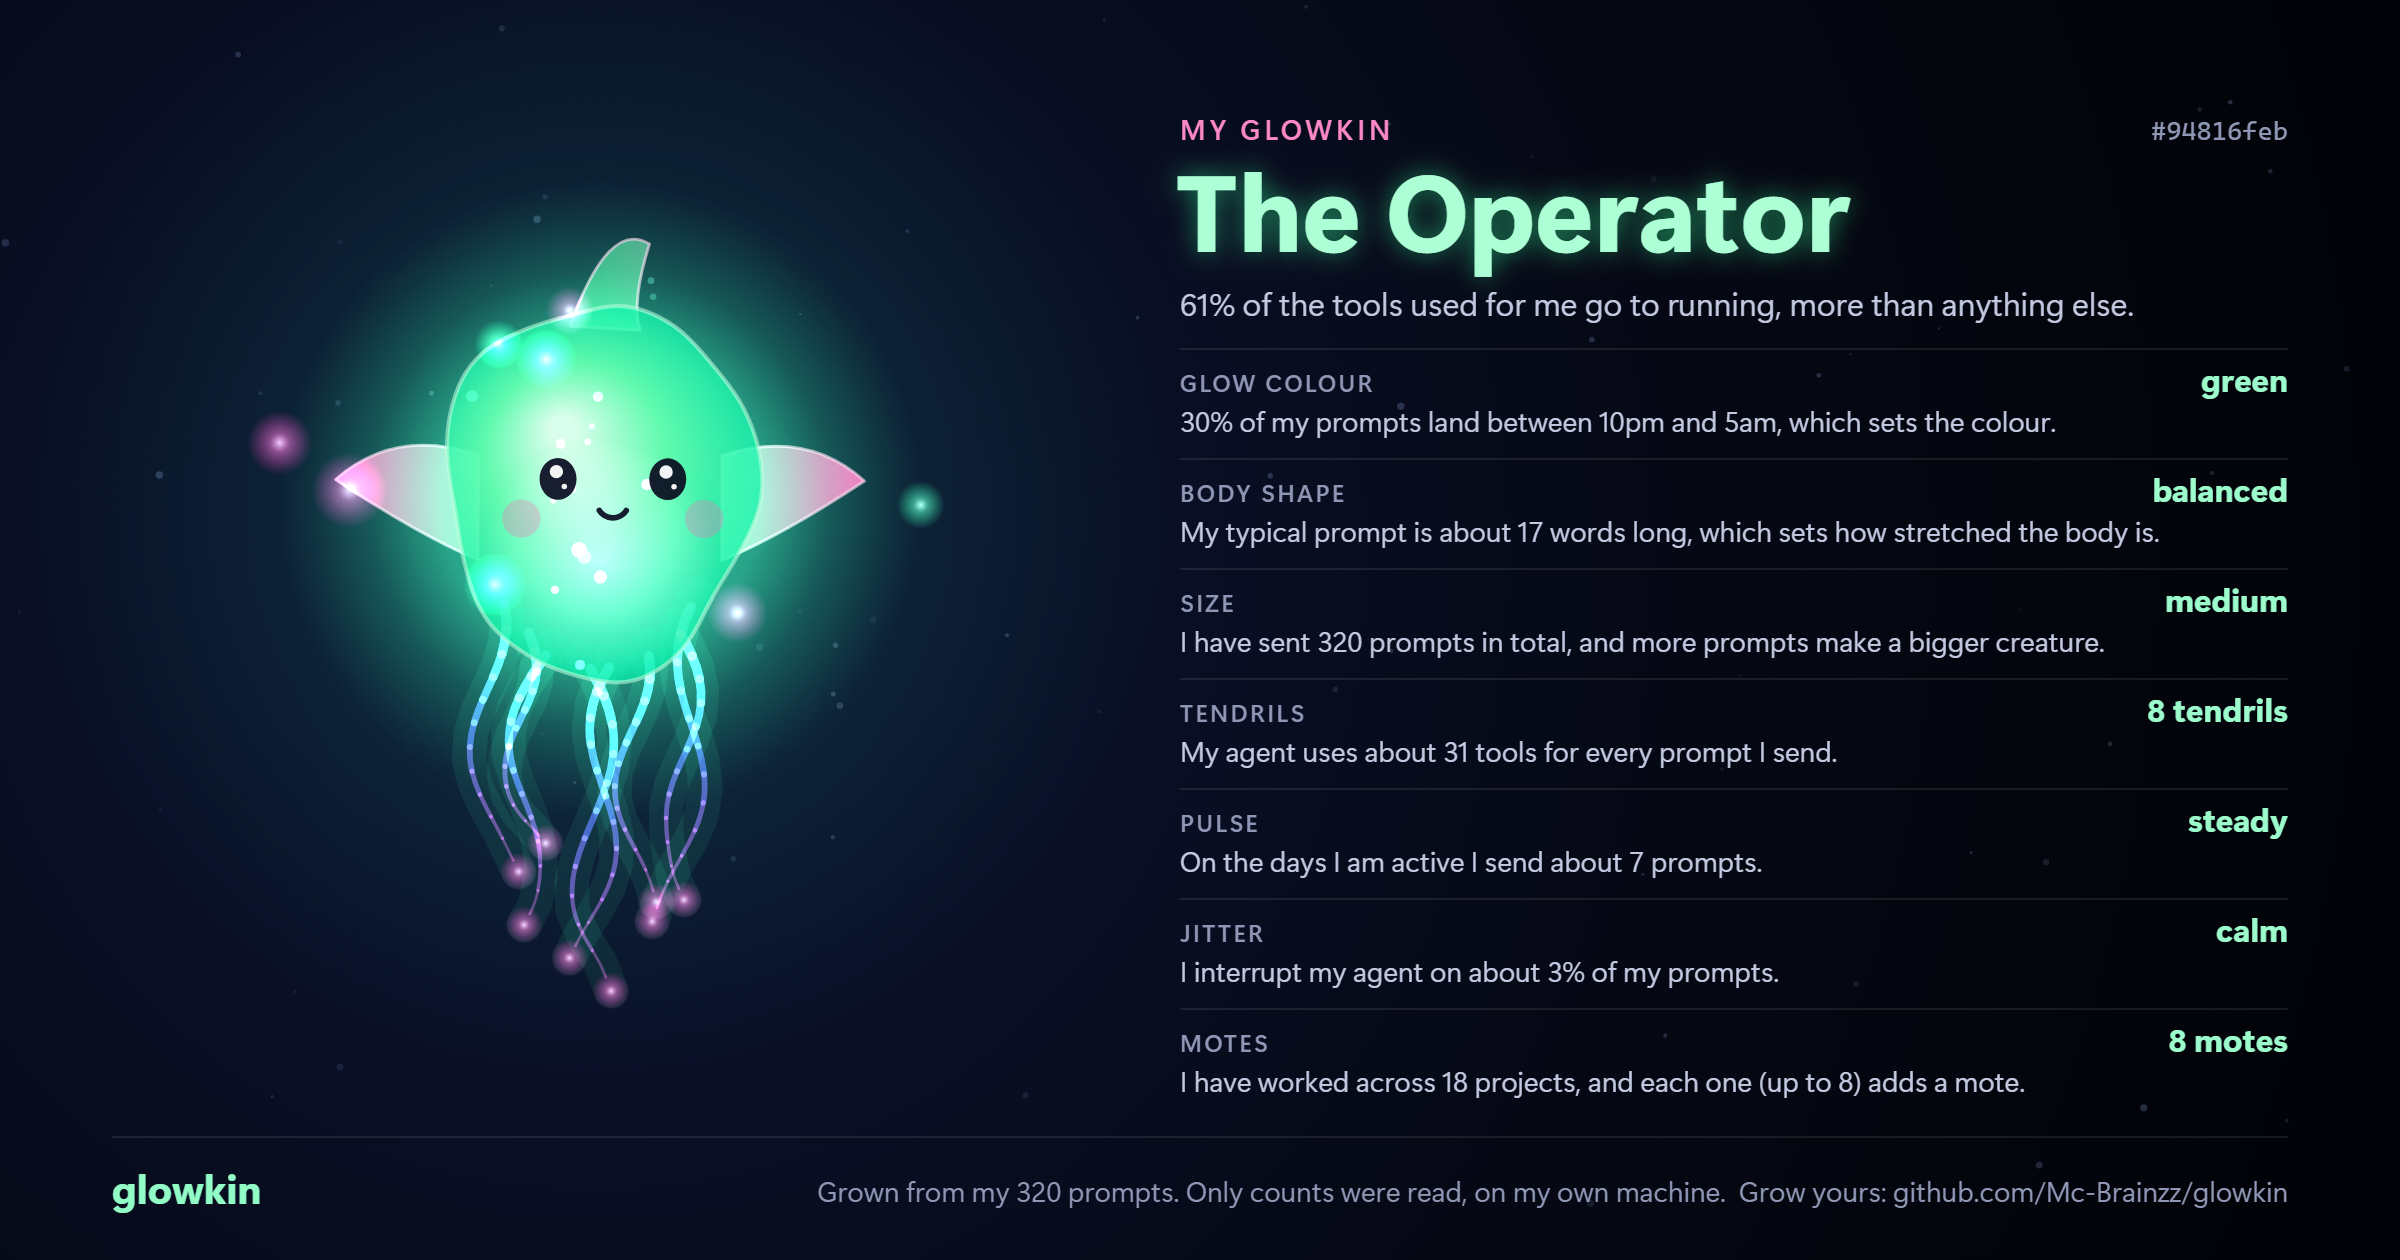 MY GLOWKIN
#94816feb
The Operator
61% of the tools used for me go to running, more than anything else.
GLOW COLOUR
green
30% of my prompts land between 10pm and 5am, which sets the colour.
BODY SHAPE
balanced
My typical prompt is about 17 words long, which sets how stretched the body is.
SIZE
medium
I have sent 320 prompts in total, and more prompts make a bigger creature.
TENDRILS
8 tendrils
My agent uses about 31 tools for every prompt I send.
PULSE
steady
On the days I am active I send about 7 prompts.
JITTER
calm
I interrupt my agent on about 3% of my prompts.
MOTES
8 motes
I have worked across 18 projects, and each one (up to 8) adds a mote.
glowkin
Grown from my 320 prompts. Only counts were read, on my own machine. Grow yours: github.com/Mc-Brainzz/glowkin